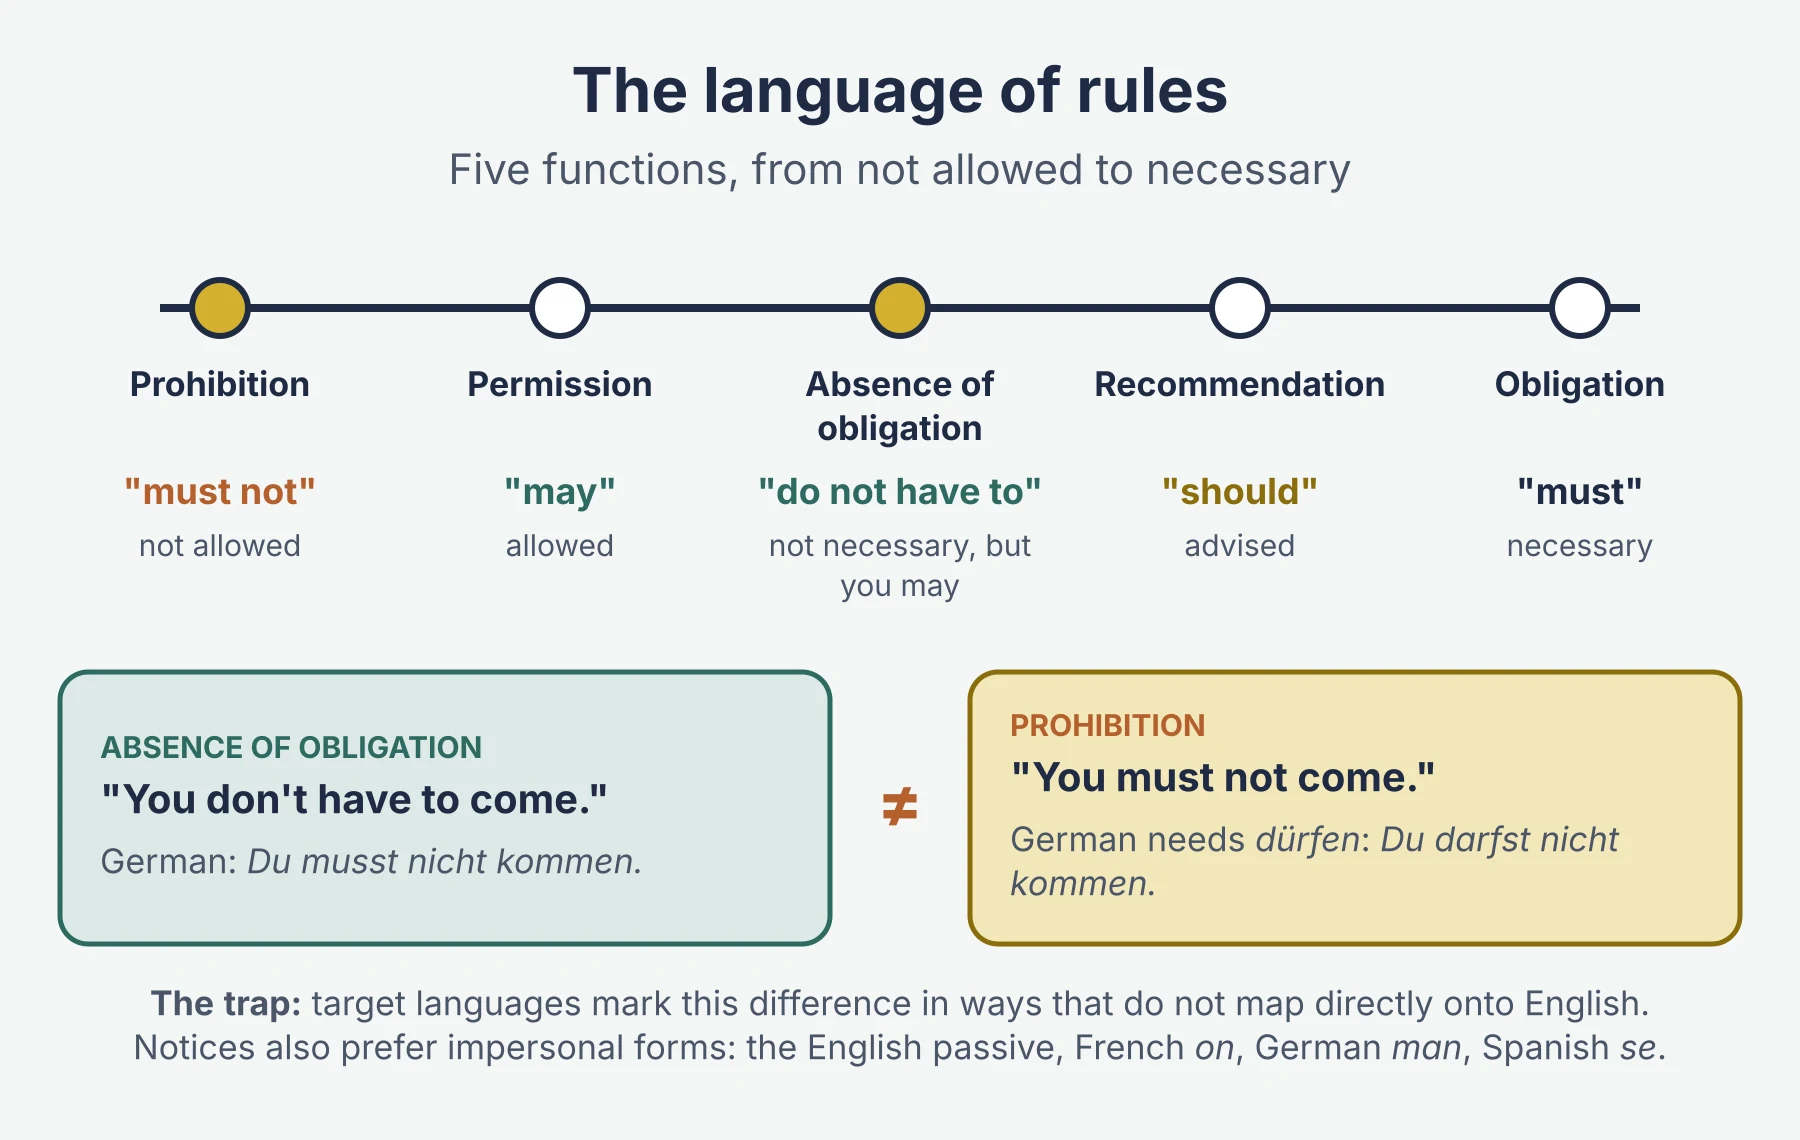 The language of rules
Five functions, from not allowed to necessary
Prohibition
"must not"
not allowed
Permission
"may"
allowed
Absence of
obligation
"do not have to"
not necessary, but
you may
Recommendation
"should"
advised
Obligation
"must"
necessary
ABSENCE OF OBLIGATION
"You don't have to come."
German: Du musst nicht kommen.
≠
PROHIBITION
"You must not come."
German needs dürfen: Du darfst nicht
kommen.
The trap: target languages mark this difference in ways that do not map directly onto English.
Notices also prefer impersonal forms: the English passive, French on, German man, Spanish se.